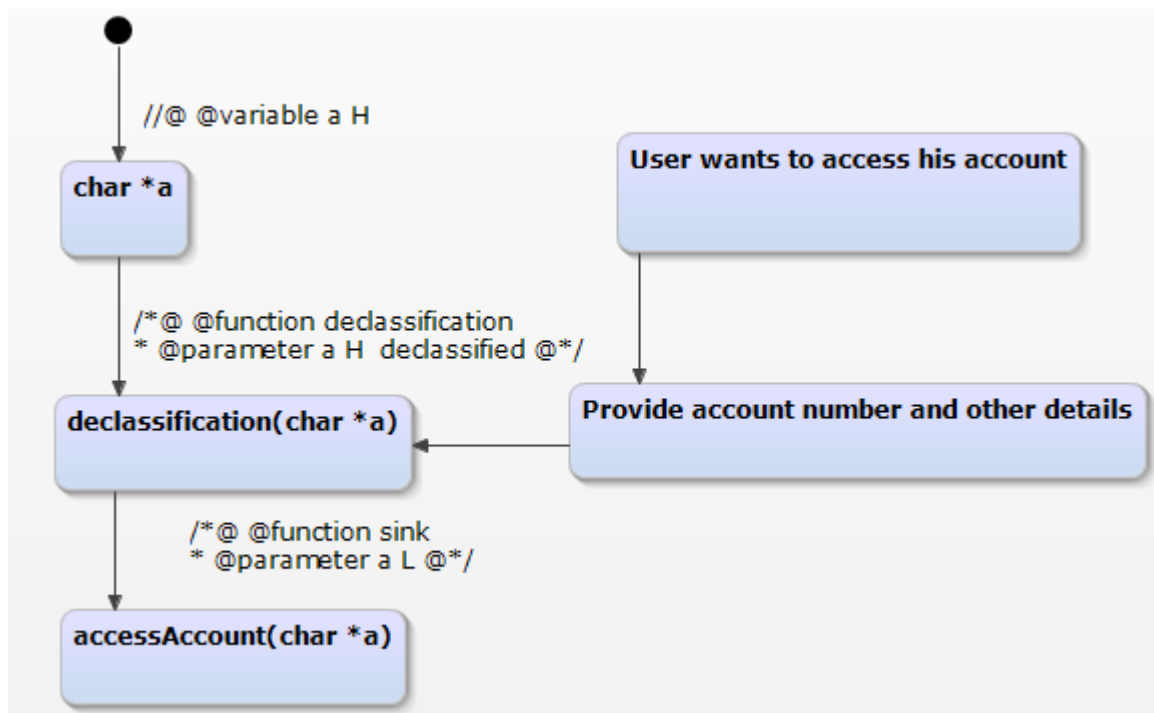 //@ @variable a H
User wants to access his account
char *a
/*@ @function declassification
* @parameter a H  declassified @*/
Provide account number and other details
declassification(char *a)
/*@ @function sink
* @parameter a L @*/
accessAccount(char *a)